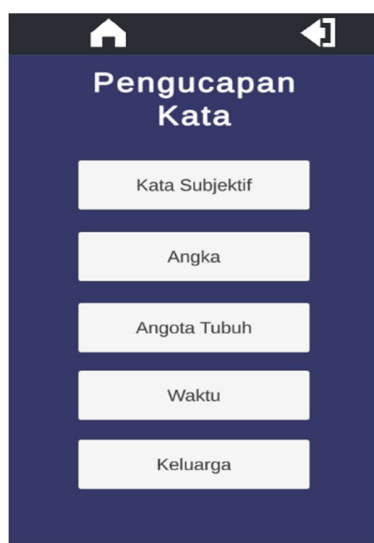 Pengucapan
Kata
Kata Subjektif
Angka
Angota Tubuh
Waktu
Keluarga